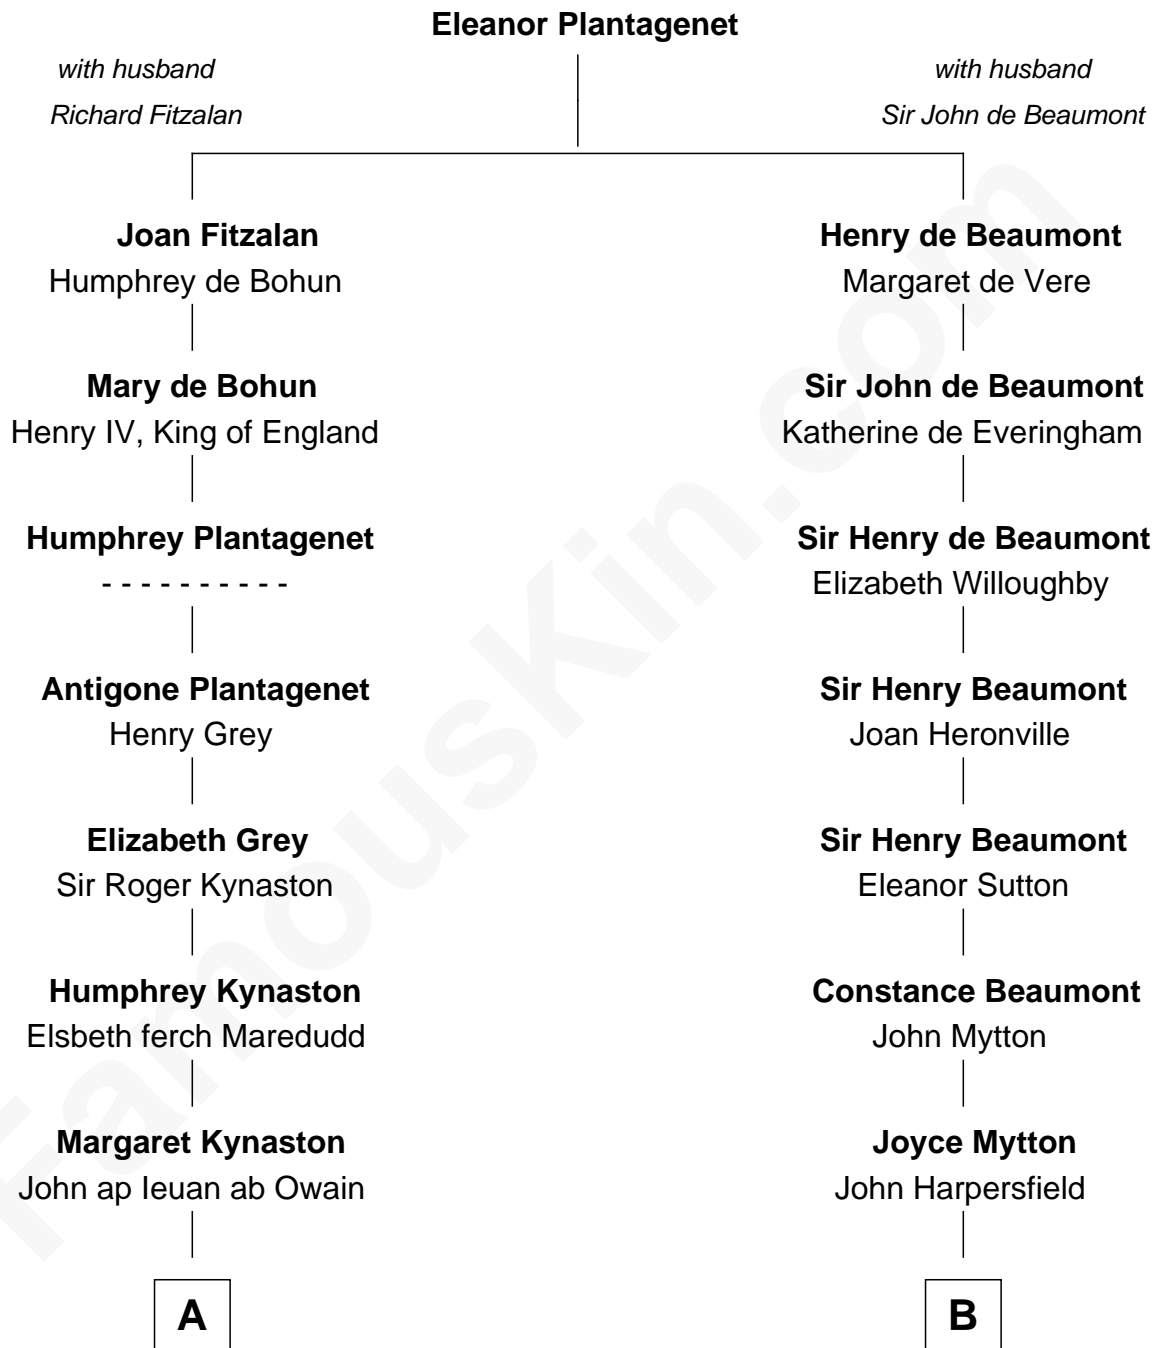 Eleanor Plantagenet
with husband
Richard Fitzalan
with husband
Sir John de Beaumont
Joan Fitzalan
Humphrey de Bohun
Mary de Bohun
Henry IV, King of England
Humphrey Plantagenet
- - - - - - - - - -
Antigone Plantagenet
Henry Grey
Elizabeth Grey
Sir Roger Kynaston
Humphrey Kynaston
Elsbeth ferch Maredudd
Margaret Kynaston
John ap Ieuan ab Owain
A
Henry de Beaumont
Margaret de Vere
Sir John de Beaumont
Katherine de Everingham
Sir Henry de Beaumont
Elizabeth Willoughby
Sir Henry Beaumont
Joan Heronville
Sir Henry Beaumont
Eleanor Sutton
Constance Beaumont
John Mytton
Joyce Mytton
John Harpersfield
B
FamousKin.com